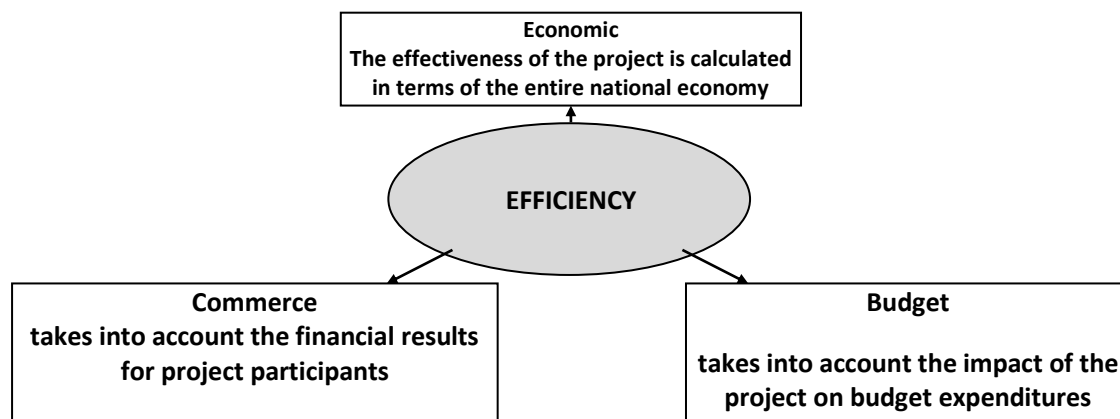 Economic
The effectiveness of the project is calculated
in terms of the entire national economy
EFFICIENCY
Commerce
takes into account the financial results
for project participants
Budget
takes into account the impact of the
project on budget expenditures